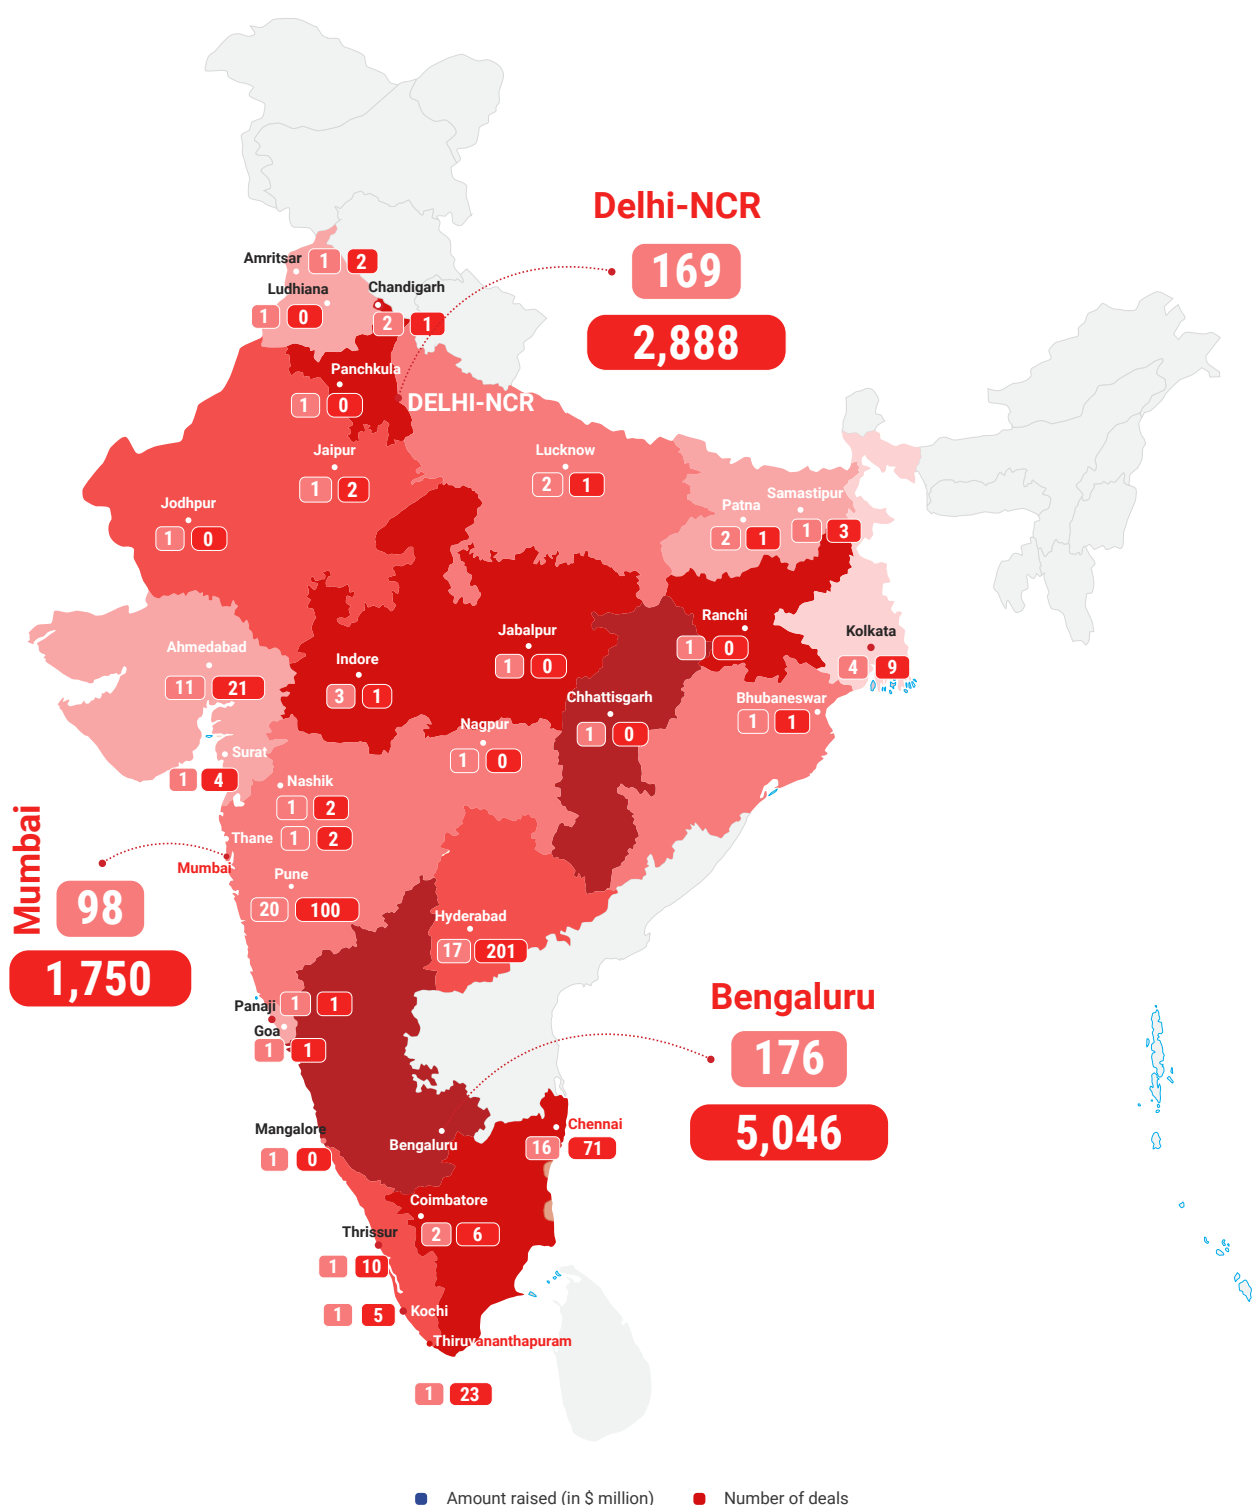 Delhi-NCR
169
2,888
Amritsar
1 2
Ludhiana
1 0
Chandigarh
2 1
Panchkula
1 0
DELHI-NCR
Jaipur
1 2
Lucknow
2 1
Jodhpur
1 0
Patna
2 1
Samastipur
1 3
Ranchi
1 0
Kolkata
4 9
Ahmedabad
11 21
Indore
3 1
Jabalpur
1 0
Chhattisgarh
1 0
Bhubaneswar
1 1
Nagpur
1 0
Surat
1 4
Nashik
1 2
Thane
1 2
Mumbai
Mumbai
98
1,750
Pune
20 100
Hyderabad
17 201
Panaji
1 1
Goa
1 1
Bengaluru
176
5,046
Mangalore
1 0
Bengaluru
Chennai
16 71
Coimbatore
2 6
Thrissur
1 10
Kochi
1 5
Thiruvananthapuram
1 23
Amount raised (in $ million) Number of deals